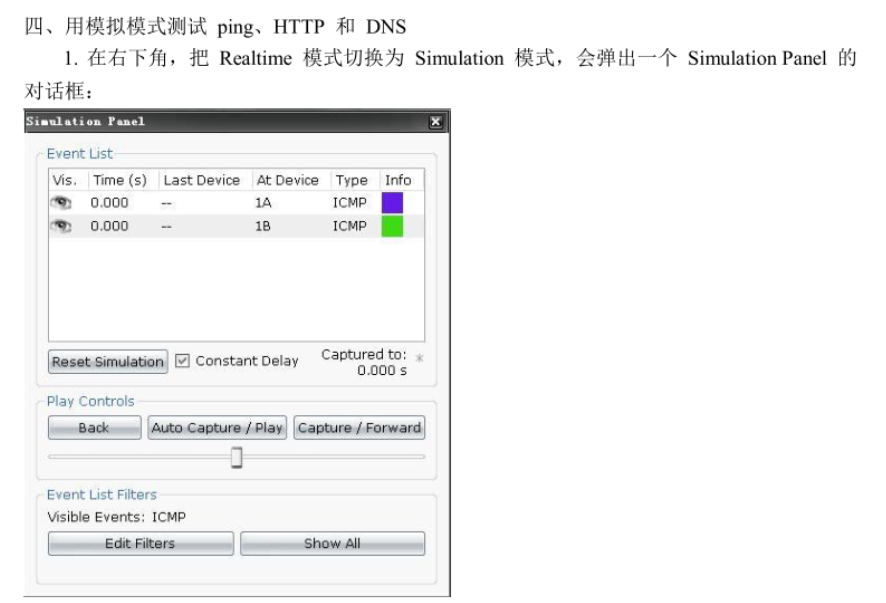 四、用模拟模式测试 ping、HTTP 和 DNS
1. 在右下角，把 Realtime 模式切换为 Simulation 模式，会弹出一个 Simulation Panel 的
对话框：
Simulation Panel
Event List
Vis. Time (s) Last Device At Device Type Info
0.000 -- 1A ICMP
0.000 -- 1B ICMP
Reset Simulation Constant Delay Captured to: *
0.000 s
Play Controls
Back Auto Capture / Play Capture / Forward
Event List Filters
Visible Events: ICMP
Edit Filters Show All